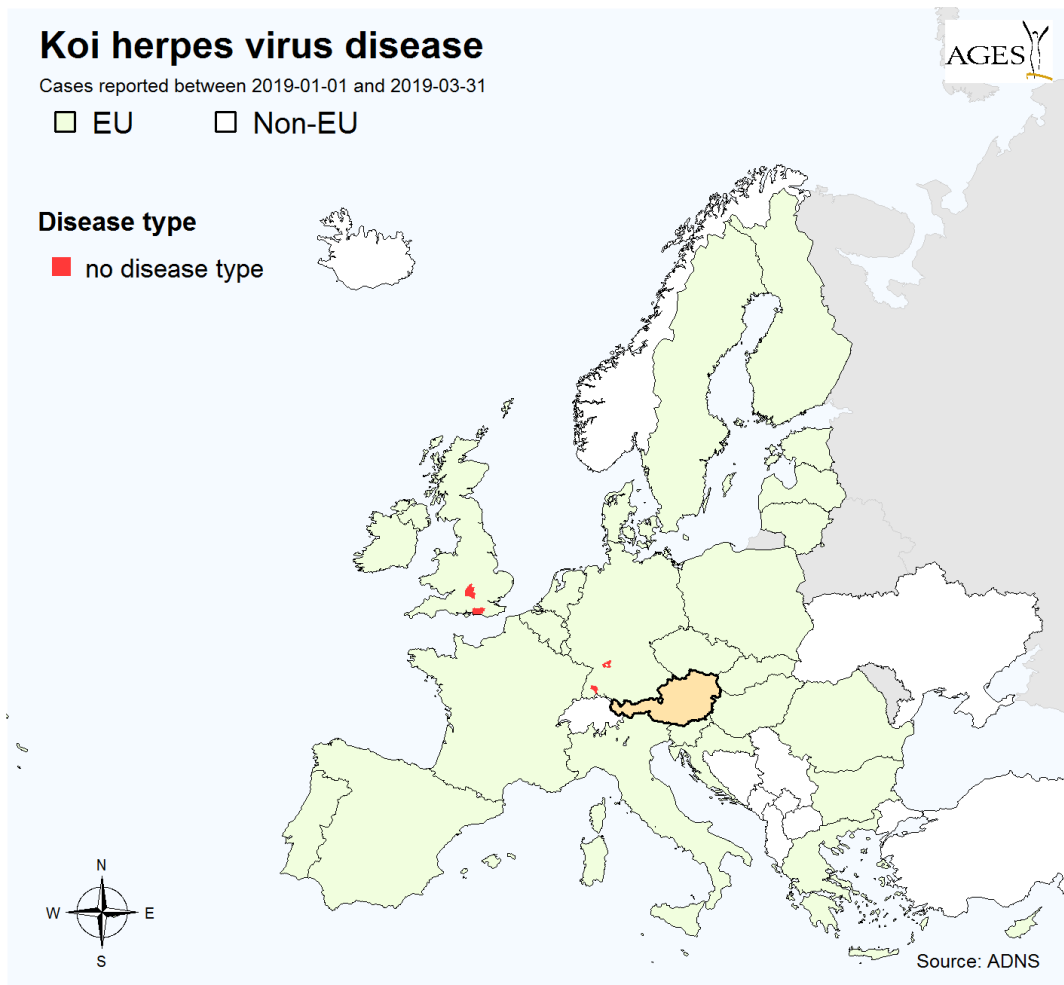 Koi herpes virus disease
Cases reported between 2019-01-01 and 2019-03-31
EU Non-EU
AGES
Disease type
no disease type
N
W E
S
Source: ADNS